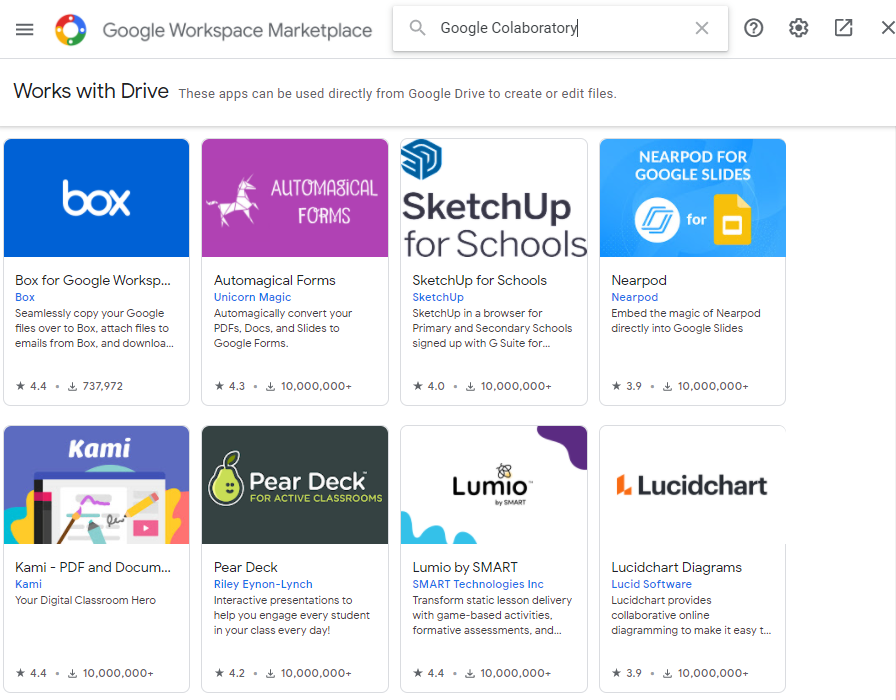 Google Workspace Marketplace
Google Colaboratory
Works with Drive These apps can be used directly from Google Drive to create or edit files.
box
Box for Google Worksp...
Box
Seamlessly copy your Google
files over to Box, attach files to
emails from Box, and downloa...
4.4 • 737,972
AUTOMAGICAL
FORMS
Automagical Forms
Unicorn Magic
Automagically convert your
PDFs, Docs, and Slides to
Google Forms.
4.3 • 10,000,000+
SketchUp
for Schools
SketchUp for Schools
SketchUp
SketchUp in a browser for
Primary and Secondary Schools
signed up with G Suite for...
4.0 • 10,000,000+
NEARPOD FOR
GOOGLE SLIDES
for
Nearpod
Nearpod
Embed the magic of Nearpod
directly into Google Slides
3.9 • 10,000,000+
Kami
Kami - PDF and Docum...
Kami
Your Digital Classroom Hero
4.4 • 10,000,000+
Pear Deck™
FOR ACTIVE CLASSROOMS
Pear Deck
Riley Eynon-Lynch
Interactive presentations to
help you engage every student
in your class every day!
4.2 • 10,000,000+
Lumio™
by SMART
Lumio by SMART
SMART Technologies Inc
Transform static lesson delivery
with game-based activities,
formative assessments, and...
4.4 • 10,000,000+
Lucidchart
Lucidchart Diagrams
Lucid Software
Lucidchart provides
collaborative online
diagramming to make it easy t...
3.9 • 10,000,000+